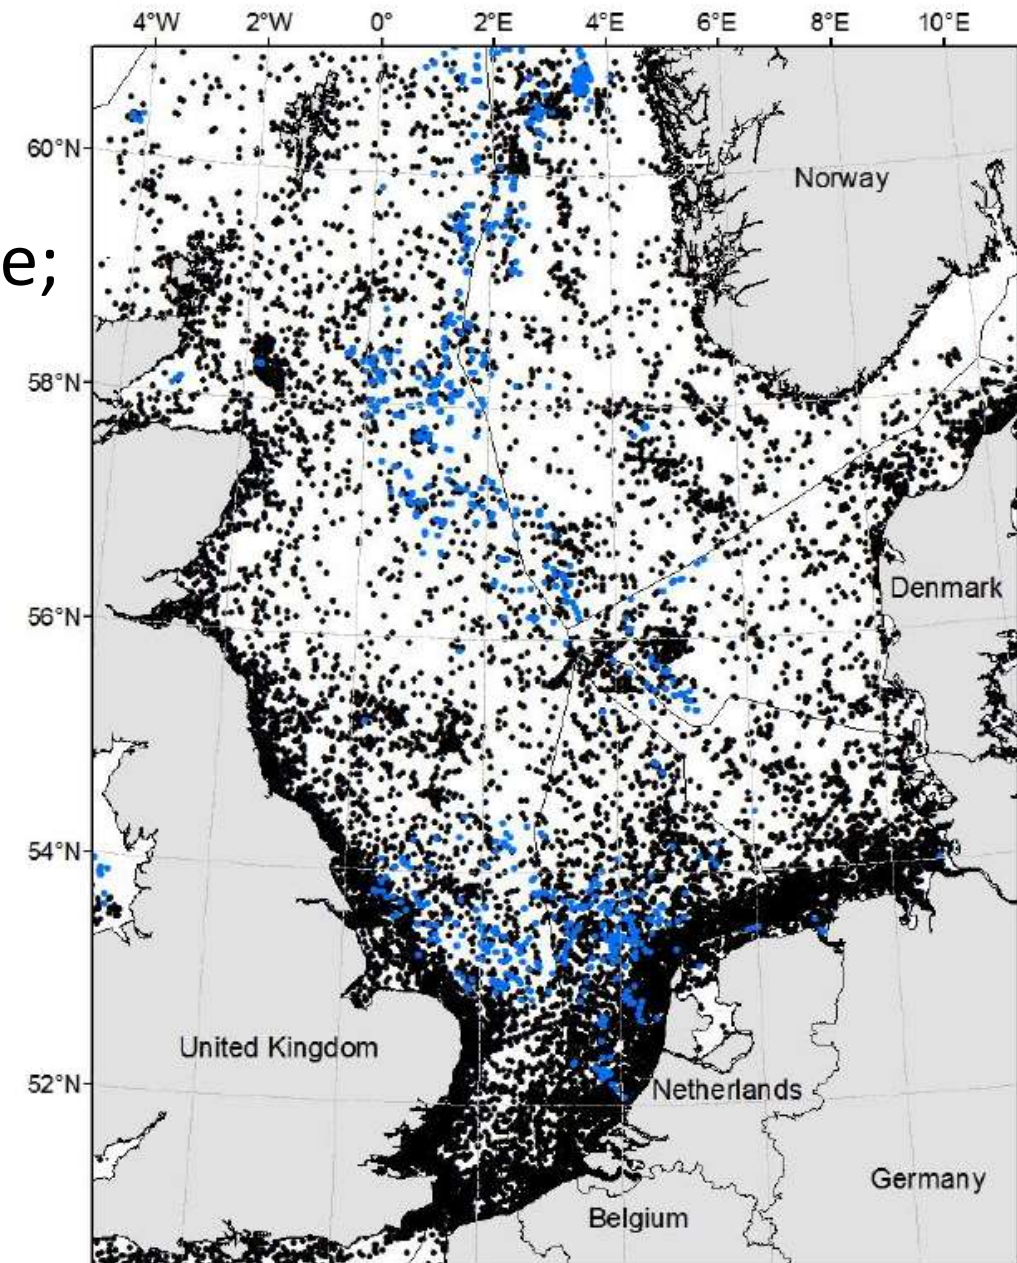 4°W 2°W 0° 2°E 4°E 6°E 8°E 10°E
60°N
Norway
e;
58°N
Denmark
56°N
54°N
United Kingdom
52°N
Netherlands
Germany
Belgium